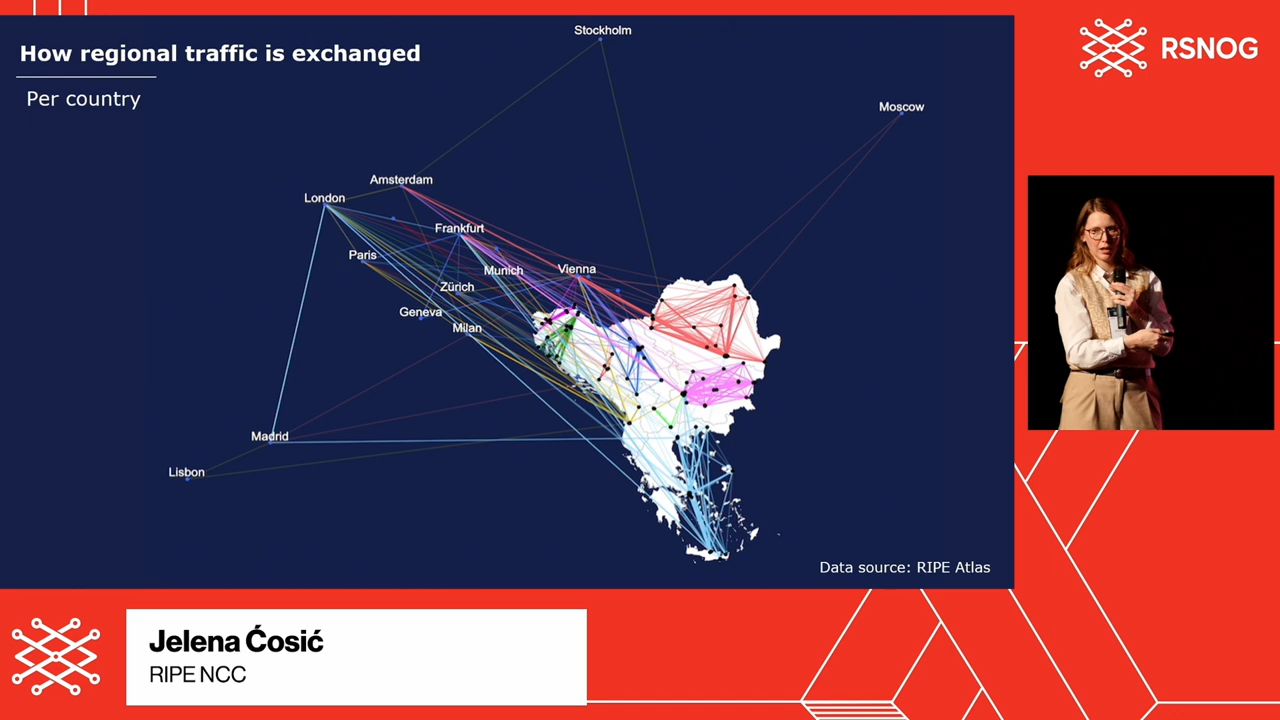 How regional traffic is exchanged
Per country
Stockholm
Moscow
Amsterdam
London
Frankfurt
Paris
Munich
Vienna
Zürich
Geneva
Milan
Madrid
Lisbon
Data source: RIPE Atlas
RSNOG
Jelena Ćosić
RIPE NCC